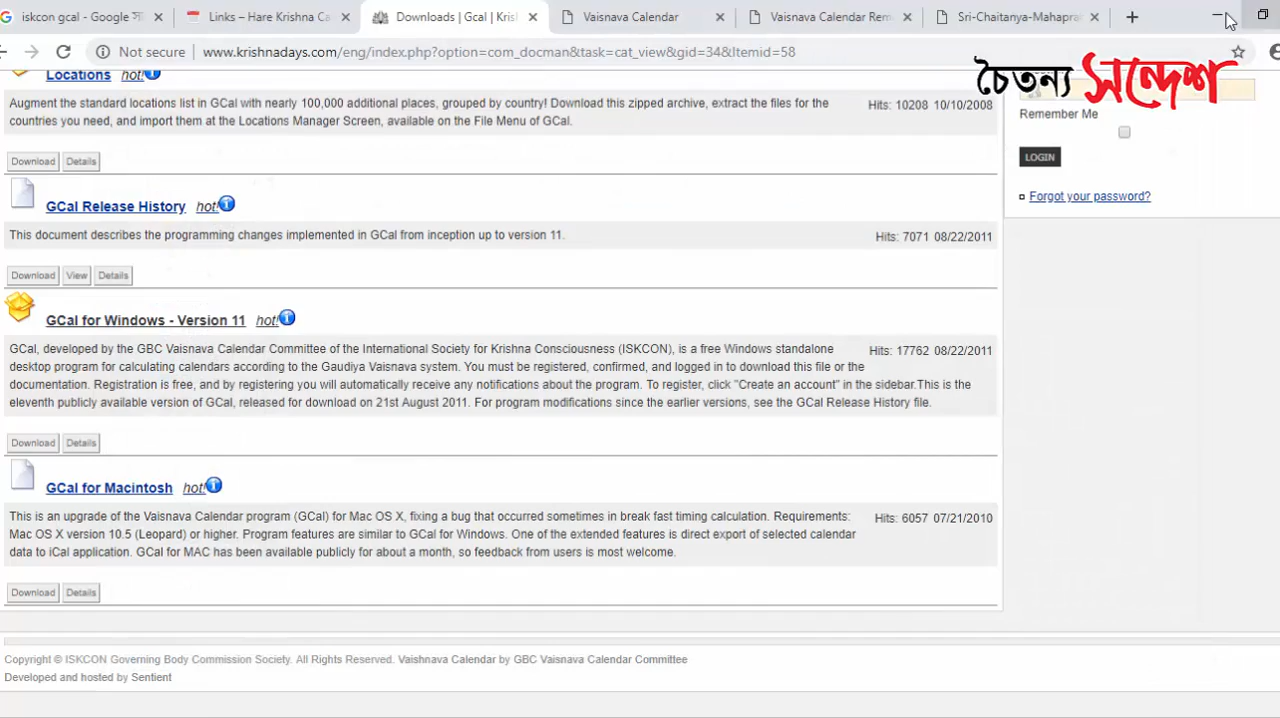 iskcon gcal - Google
Links – Hare Krishna Ca
Downloads | Gcal | Krisl
Vaisnava Calendar
Vaisnava Calendar Rem
Sri-Chaitanya-Mahapra
Not secure
www.krishnadays.com/eng/index.php?option=com_docman&task=cat_view&gid=34&Itemid=58
চৈতন্য সন্দেশ
Locations hot!
Augment the standard locations list in GCal with nearly 100,000 additional places, grouped by country! Download this zipped archive, extract the files for the
countries you need, and import them at the Locations Manager Screen, available on the File Menu of GCal.
Hits: 10208 10/10/2008
Download Details
Remember Me
LOGIN
Forgot your password?
GCal Release History hot!
This document describes the programming changes implemented in GCal from inception up to version 11.
Hits: 7071 08/22/2011
Download View Details
GCal for Windows - Version 11 hot!
GCal, developed by the GBC Vaisnava Calendar Committee of the International Society for Krishna Consciousness (ISKCON), is a free Windows standalone
desktop program for calculating calendars according to the Gaudiya Vaisnava system. You must be registered, confirmed, and logged in to download this file or the
documentation. Registration is free, and by registering you will automatically receive any notifications about the program. To register, click "Create an account" in the sidebar.This is the
eleventh publicly available version of GCal, released for download on 21st August 2011. For program modifications since the earlier versions, see the GCal Release History file.
Hits: 17762 08/22/2011
Download Details
GCal for Macintosh hot!
This is an upgrade of the Vaisnava Calendar program (GCal) for Mac OS X, fixing a bug that occurred sometimes in break fast timing calculation. Requirements:
Mac OS X version 10.5 (Leopard) or higher. Program features are similar to GCal for Windows. One of the extended features is direct export of selected calendar
data to iCal application. GCal for MAC has been available publicly for about a month, so feedback from users is most welcome.
Hits: 6057 07/21/2010
Download Details
Copyright © ISKCON Governing Body Commission Society. All Rights Reserved. Vaishnava Calendar by GBC Vaisnava Calendar Committee
Developed and hosted by Sentient